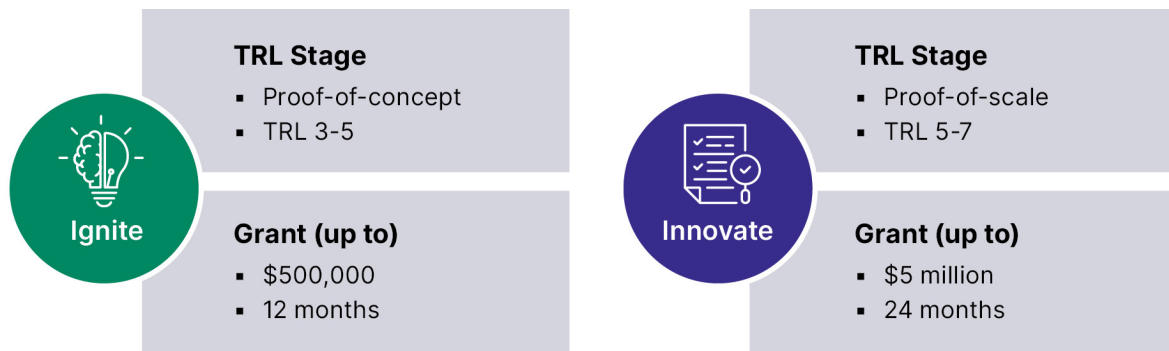 Ignite
TRL Stage
▪ Proof-of-concept
▪ TRL 3-5
Grant (up to)
▪ $500,000
▪ 12 months
Innovate
TRL Stage
▪ Proof-of-scale
▪ TRL 5-7
Grant (up to)
▪ $5 million
▪ 24 months